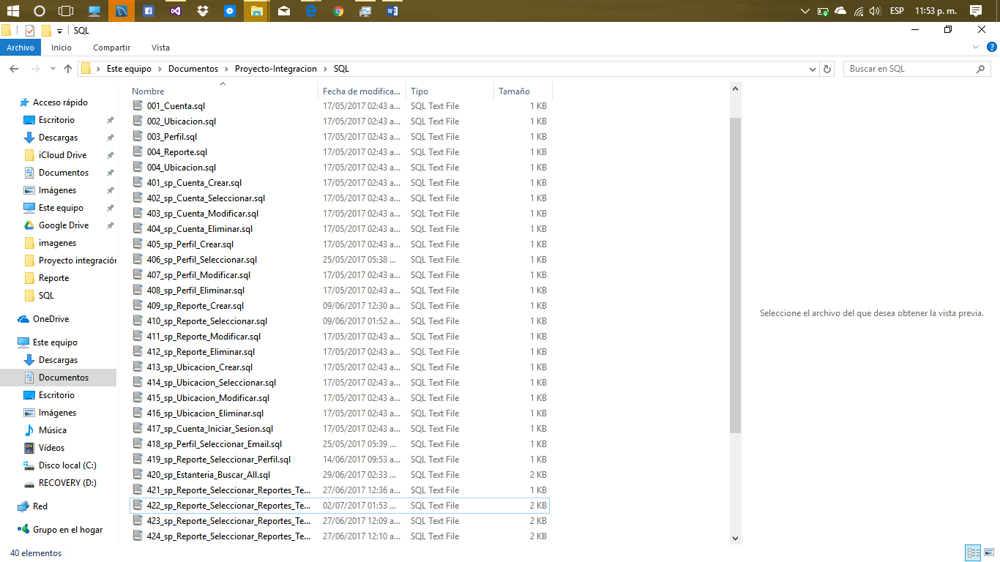 ESP 11:53 p. m.
SQL
Archivo Inicio Compartir Vista
Este equipo Documentos Proyecto-Integracion SQL
Buscar en SQL
Acceso rápido
Escritorio
Descargas
iCloud Drive
Documentos
Imágenes
Este equipo
Google Drive
imagenes
Proyecto integración
Reporte
SQL
OneDrive
Este equipo
Descargas
Documentos
Escritorio
Imágenes
Música
Vídeos
Disco local (C:)
RECOVERY (D:)
Red
Grupo en el hogar
Nombre Fecha de modifica... Tipo Tamaño
001_Cuenta.sql 17/05/2017 02:43 a... SQL Text File 1 KB
002_Ubicacion.sql 17/05/2017 02:43 a... SQL Text File 1 KB
003_Perfil.sql 17/05/2017 02:43 a... SQL Text File 1 KB
004_Reporte.sql 17/05/2017 02:43 a... SQL Text File 1 KB
004_Ubicacion.sql 17/05/2017 02:43 a... SQL Text File 1 KB
401_sp_Cuenta_Crear.sql 17/05/2017 02:43 a... SQL Text File 1 KB
402_sp_Cuenta_Seleccionar.sql 17/05/2017 02:43 a... SQL Text File 1 KB
403_sp_Cuenta_Modificar.sql 17/05/2017 02:43 a... SQL Text File 1 KB
404_sp_Cuenta_Eliminar.sql 17/05/2017 02:43 a... SQL Text File 1 KB
405_sp_Perfil_Crear.sql 17/05/2017 02:43 a... SQL Text File 1 KB
406_sp_Perfil_Seleccionar.sql 25/05/2017 05:38 ... SQL Text File 1 KB
407_sp_Perfil_Modificar.sql 17/05/2017 02:43 a... SQL Text File 1 KB
408_sp_Perfil_Eliminar.sql 17/05/2017 02:43 a... SQL Text File 1 KB
409_sp_Reporte_Crear.sql 09/06/2017 12:30 a... SQL Text File 1 KB
410_sp_Reporte_Seleccionar.sql 09/06/2017 01:52 a... SQL Text File 1 KB
411_sp_Reporte_Modificar.sql 17/05/2017 02:43 a... SQL Text File 1 KB
412_sp_Reporte_Eliminar.sql 17/05/2017 02:43 a... SQL Text File 1 KB
413_sp_Ubicacion_Crear.sql 17/05/2017 02:43 a... SQL Text File 1 KB
414_sp_Ubicacion_Seleccionar.sql 17/05/2017 02:43 a... SQL Text File 1 KB
415_sp_Ubicacion_Modificar.sql 17/05/2017 02:43 a... SQL Text File 1 KB
416_sp_Ubicacion_Eliminar.sql 17/05/2017 02:43 a... SQL Text File 1 KB
417_sp_Cuenta_Iniciar_Sesion.sql 17/05/2017 02:43 a... SQL Text File 1 KB
418_sp_Perfil_Seleccionar_Email.sql 25/05/2017 05:39 ... SQL Text File 1 KB
419_sp_Reporte_Seleccionar_Perfil.sql 14/06/2017 09:53 a... SQL Text File 1 KB
420_sp_Estanteria_Buscar_All.sql 29/06/2017 02:33 ... SQL Text File 2 KB
421_sp_Reporte_Seleccionar_Reportes_Te... 27/06/2017 12:36 a... SQL Text File 1 KB
422_sp_Reporte_Seleccionar_Reportes_Te... 02/07/2017 01:53 ... SQL Text File 2 KB
423_sp_Reporte_Seleccionar_Reportes_Te... 27/06/2017 12:09 a... SQL Text File 2 KB
424_sp_Reporte_Seleccionar_Reportes_Te... 27/06/2017 12:10 a... SQL Text File 2 KB
Seleccione el archivo del que desea obtener la vista previa.
40 elementos